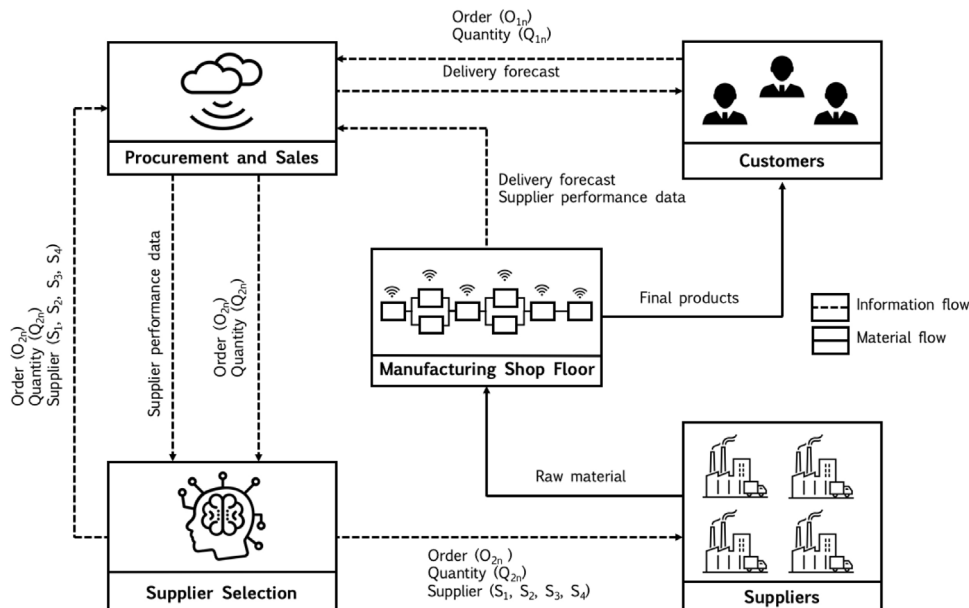 Order (O₁ₙ)
Quantity (Q₁ₙ)
Delivery forecast
Procurement and Sales
Customers
Delivery forecast
Supplier performance data
Order (O₂ₙ)
Quantity (Q₂ₙ)
Supplier (S₁, S₂, S₃, S₄)
Supplier performance data
Order (O₂ₙ)
Quantity (Q₂ₙ)
Final products
Information flow
Material flow
Manufacturing Shop Floor
Raw material
Order (O₂ₙ )
Quantity (Q₂ₙ)
Supplier (S₁, S₂, S₃, S₄)
Supplier Selection
Suppliers